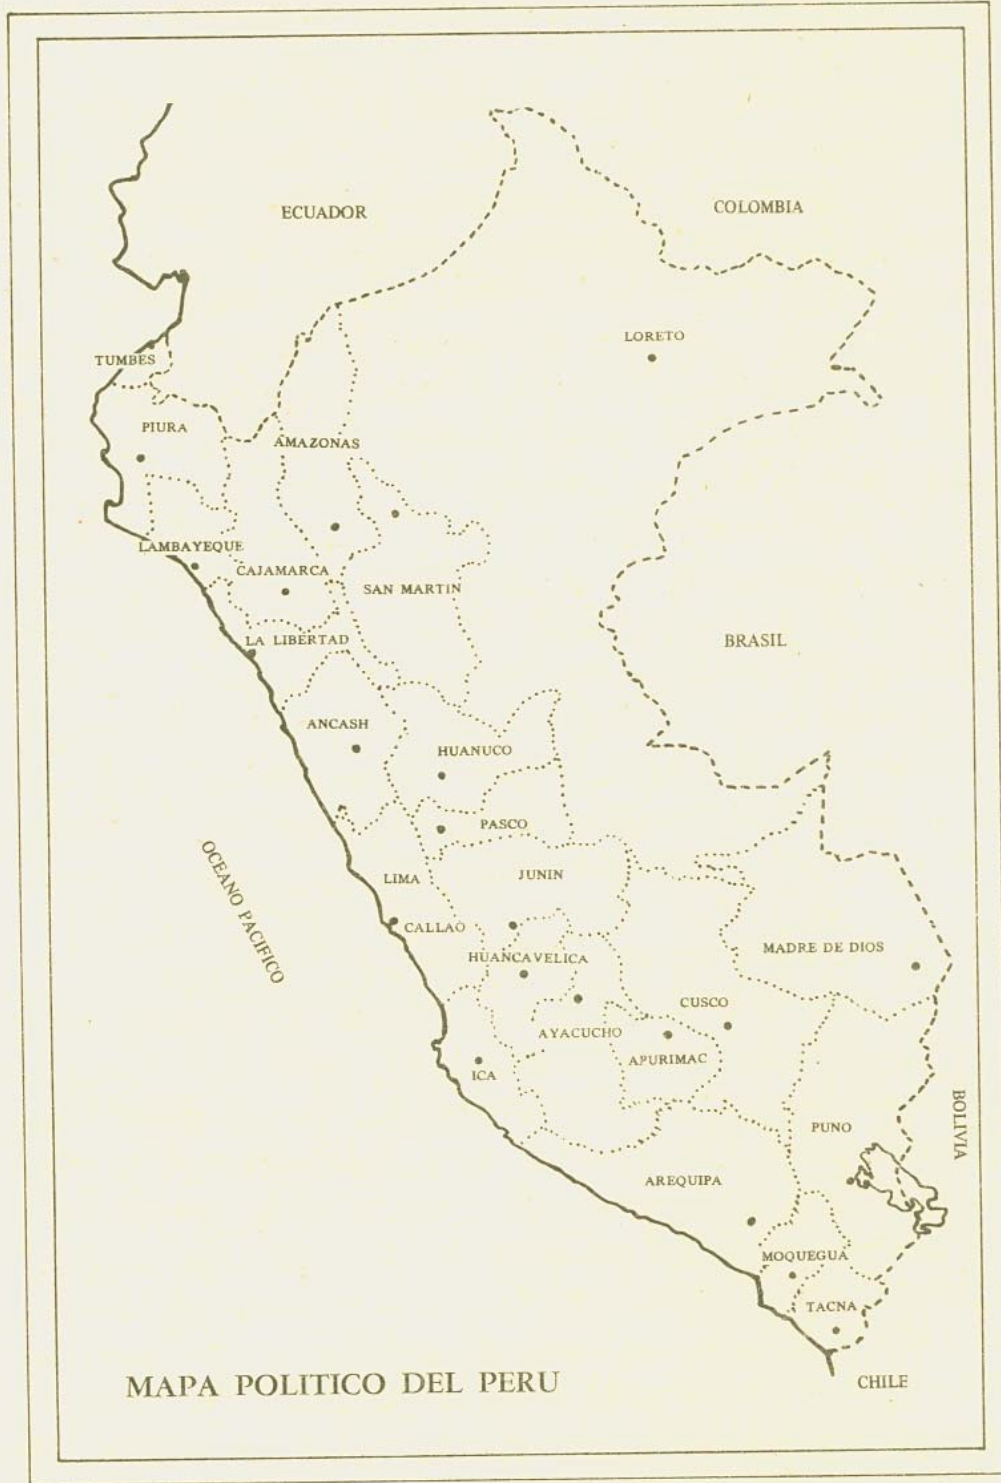 ECUADOR
COLOMBIA
LORETO
TUMBES
PIURA
AMAZONAS
LAMBAYEQUE
CAJAMARCA
SAN MARTIN
LA LIBERTAD
BRASIL
ANCASH
HUANUCO
PASCO
OCEANO PACIFICO
LIMA
JUNIN
CALLAO
HUANCAVELICA
MADRE DE DIOS
CUSCO
AYACUCHO
APURIMAC
ICA
BOLIVIA
PUNO
AREQUIPA
MOQUEGUA
TACNA
CHILE
MAPA POLITICO DEL PERU